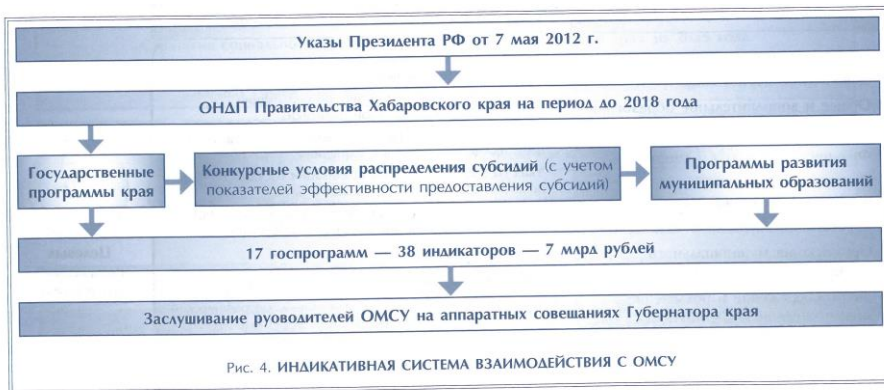 Указы Президента РФ от 7 мая 2012 г.
ОНДП Правительства Хабаровского края на период до 2018 года
Государственные
программы края
Конкурсные условия распределения субсидий (с учетом
показателей эффективности предоставления субсидий)
Программы развития
муниципальных образований
17 госпрограмм — 38 индикаторов — 7 млрд рублей
Заслушивание руоводителей ОМСУ на аппаратных совешаниях Губернатора края
Рис. 4. ИНДИКАТИВНАЯ СИСТЕМА ВЗАИМОДЕЙСТВИЯ С ОМСУ